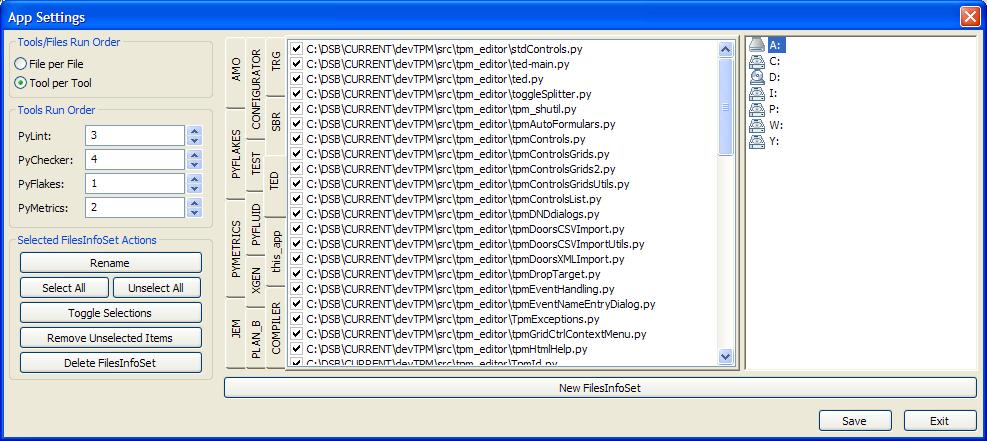 App Settings
Tools/Files Run Order
File per File
Tool per Tool
Tools Run Order
PyLint: 3
PyChecker: 4
PyFlakes: 1
PyMetrics: 2
Selected FilesInfoSet Actions
Rename
Select All Unselect All
Toggle Selections
Remove Unselected Items
Delete FilesInfoSet
AMO
PYFLAKES
PYMETRICS
JEM
CONFIGURATOR
TEST
PYFLUID
XGEN
PLAN_B
TRG
SBR
TED
this_app
COMPILER
C:\DSB\CURRENT\devTPM\src\tpm_editor\stdControls.py
C:\DSB\CURRENT\devTPM\src\tpm_editor\ted-main.py
C:\DSB\CURRENT\devTPM\src\tpm_editor\ted.py
C:\DSB\CURRENT\devTPM\src\tpm_editor\toggleSplitter.py
C:\DSB\CURRENT\devTPM\src\tpm_editor\tpm_shutil.py
C:\DSB\CURRENT\devTPM\src\tpm_editor\tpmAutoFormulars.py
C:\DSB\CURRENT\devTPM\src\tpm_editor\tpmControls.py
C:\DSB\CURRENT\devTPM\src\tpm_editor\tpmControlsGrids.py
C:\DSB\CURRENT\devTPM\src\tpm_editor\tpmControlsGrids2.py
C:\DSB\CURRENT\devTPM\src\tpm_editor\tpmControlsGridsUtils.py
C:\DSB\CURRENT\devTPM\src\tpm_editor\tpmControlsList.py
C:\DSB\CURRENT\devTPM\src\tpm_editor\tpmDNDdialogs.py
C:\DSB\CURRENT\devTPM\src\tpm_editor\tpmDoorsCSVImport.py
C:\DSB\CURRENT\devTPM\src\tpm_editor\tpmDoorsCSVImportUtils.py
C:\DSB\CURRENT\devTPM\src\tpm_editor\tpmDoorsXMLImport.py
C:\DSB\CURRENT\devTPM\src\tpm_editor\tpmDropTarget.py
C:\DSB\CURRENT\devTPM\src\tpm_editor\tpmEventHandling.py
C:\DSB\CURRENT\devTPM\src\tpm_editor\tpmEventNameEntryDialog.py
C:\DSB\CURRENT\devTPM\src\tpm_editor\TpmExceptions.py
C:\DSB\CURRENT\devTPM\src\tpm_editor\tpmGridCtrlContextMenu.py
C:\DSB\CURRENT\devTPM\src\tpm_editor\tpmHtmlHelp.py
C:\DSB\CURRENT\devTPM\src\tpm_editor\TpmId.py
A:
C:
D:
I:
P:
W:
Y:
New FilesInfoSet
Save Exit